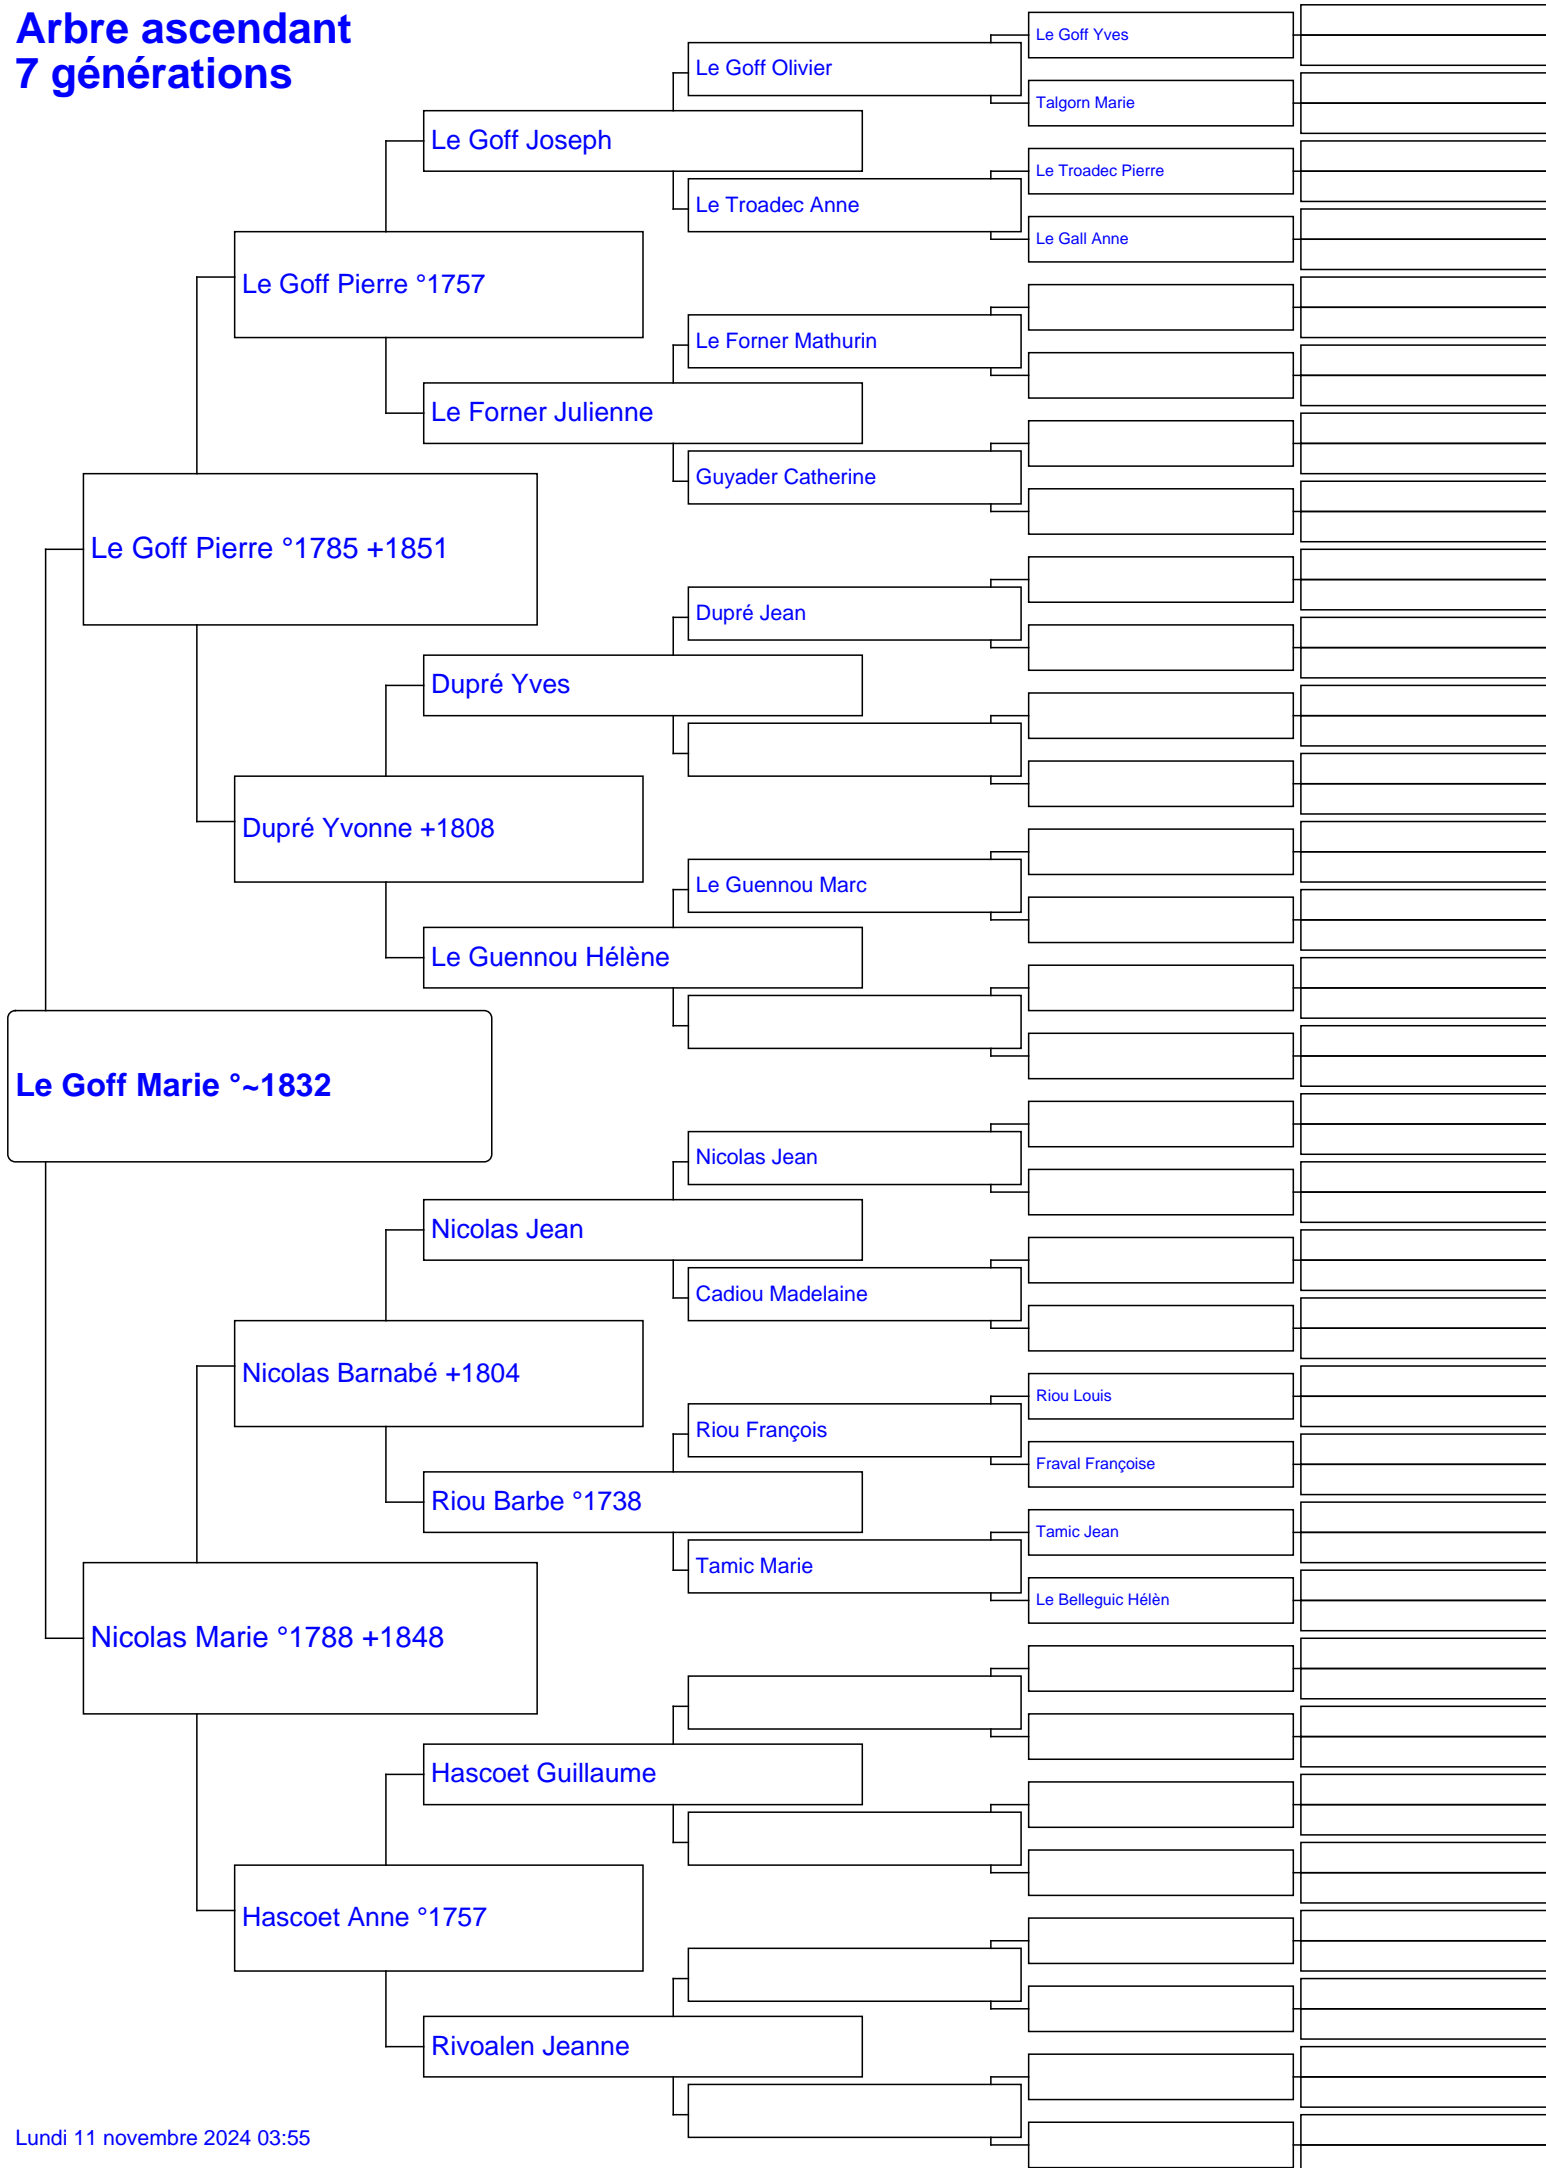 Arbre ascendant
7 générations
Le Goff Yves
Le Goff Olivier
Talgorn Marie
Le Goff Joseph
Le Troadec Pierre
Le Troadec Anne
Le Gall Anne
Le Goff Pierre °1757
Le Forner Mathurin
Le Forner Julienne
Guyader Catherine
Le Goff Pierre °1785 +1851
Dupré Jean
Dupré Yves
Dupré Yvonne +1808
Le Guennou Marc
Le Guennou Hélène
Le Goff Marie °~1832
Nicolas Jean
Nicolas Jean
Cadiou Madelaine
Nicolas Barnabé +1804
Riou Louis
Riou François
Fraval Françoise
Riou Barbe °1738
Tamic Jean
Tamic Marie
Le Belleguic Hélèn
Nicolas Marie °1788 +1848
Hascoet Guillaume
Hascoet Anne °1757
Rivoalen Jeanne
Lundi 11 novembre 2024 03:55